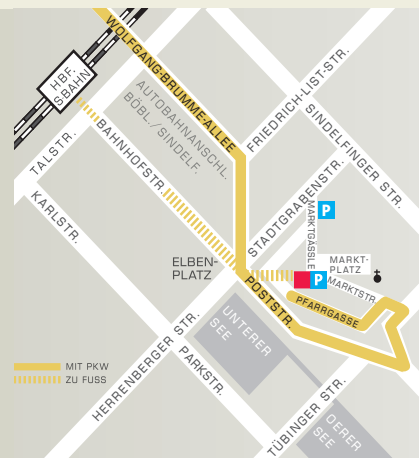 WOLFGANG-BRUMME-ALLEE
HBF.
S-BAHN
AUTOBAHNANSCHL.
BÖBL./SINDELF.
FRIEDRICH-LIST-STR.
SINDELFINGER STR.
TALSTR.
BAHNHOFSTR.
KARLSTR.
STADTGRABENSTR.
P
MARKTGÄSSLE
ELBEN-
PLATZ
MARKT-
PLATZ
P
MARKTSTR.
POSTSTR.
PFARRGASSE
UNTERER
SEE
HERRENBERGER STR.
PARKSTR.
MIT PKW
ZU FUSS
TÜBINGER STR.
OBERER
SEE